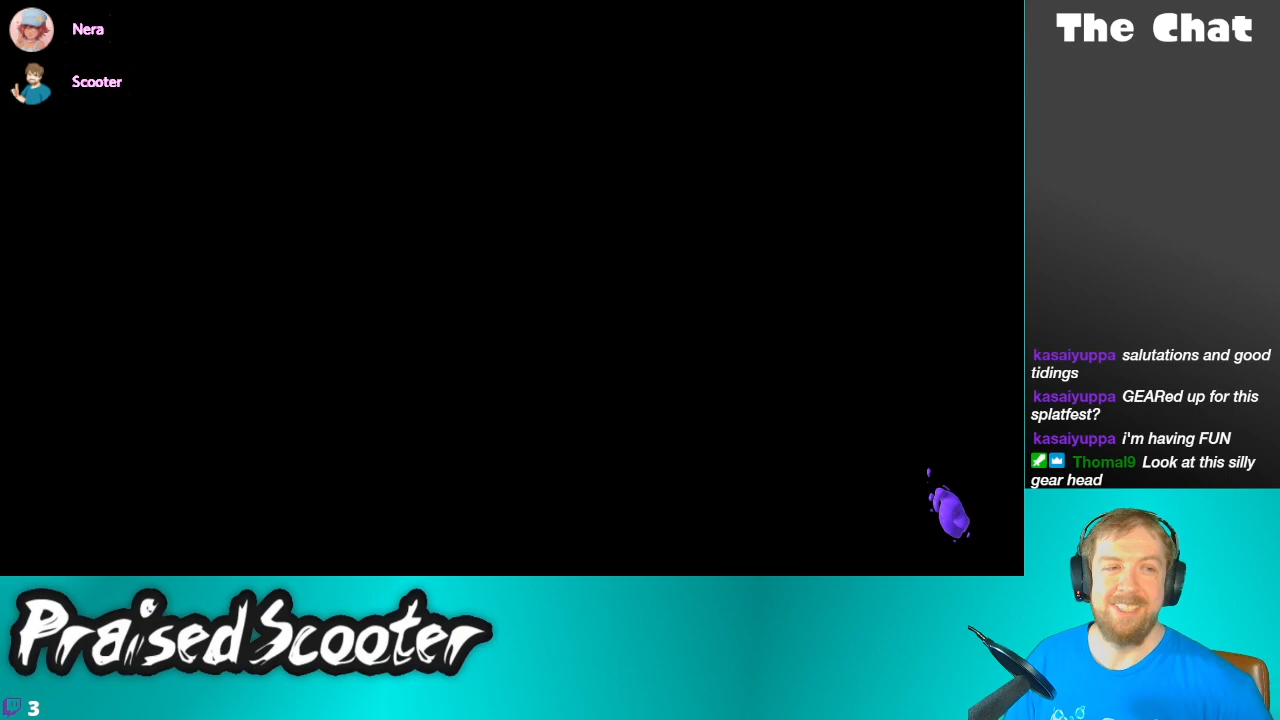 Nera
Scooter
The Chat
kasaiyuppa salutations and good
tidings
kasaiyuppa GEARed up for this
splatfest?
kasaiyuppa i'm having FUN
Thomal9 Look at this silly
gear head
PraisedScooter
3